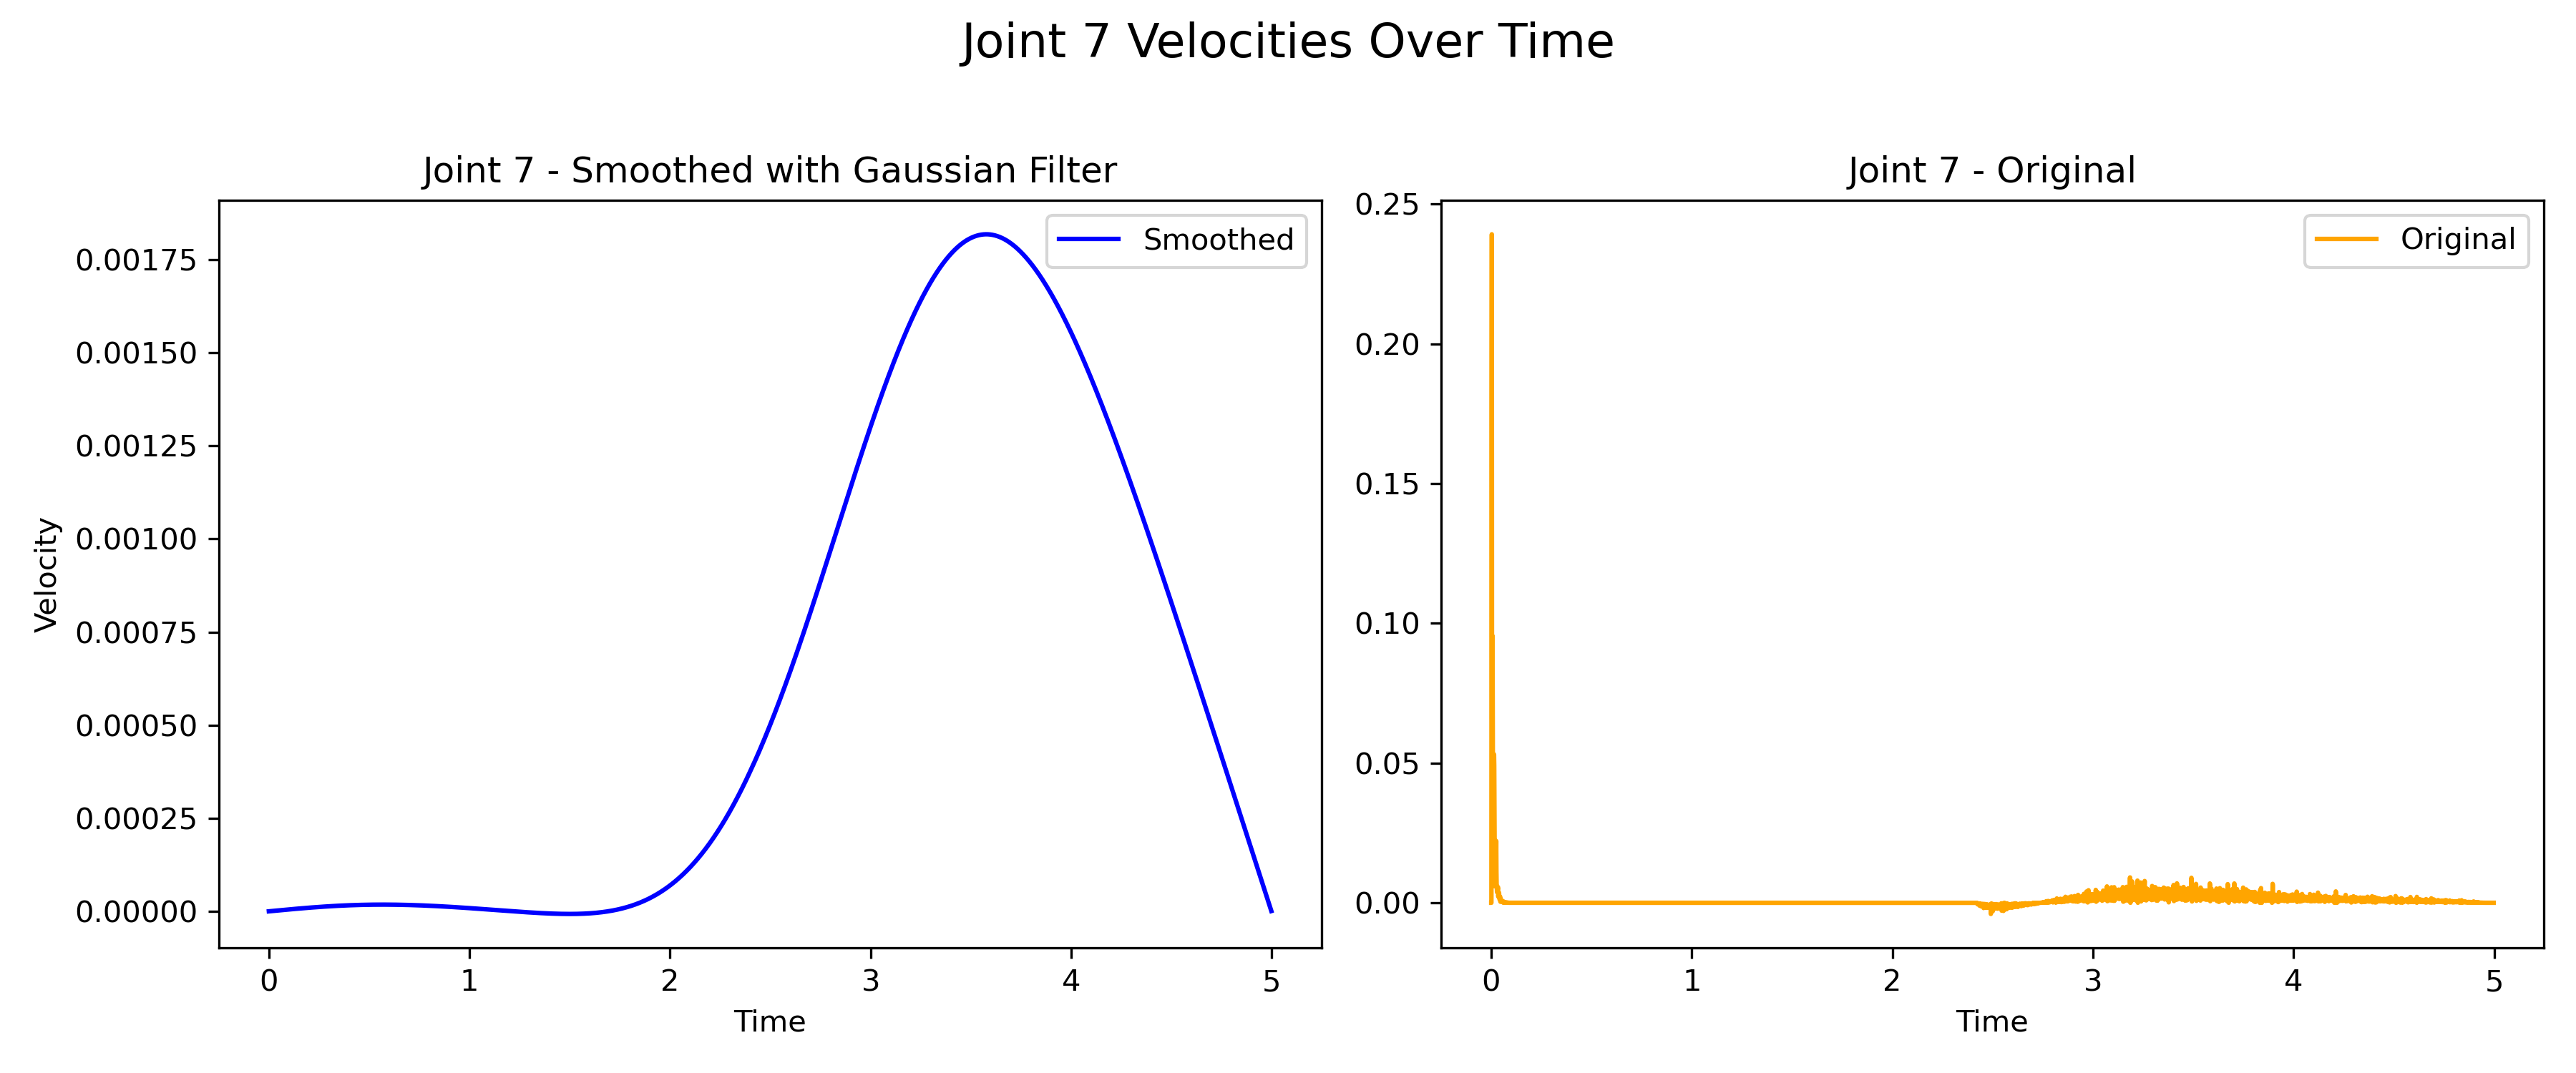 Joint 7 Velocities Over Time
Joint 7 - Smoothed with Gaussian Filter
Smoothed
Velocity
0.00175
0.00150
0.00125
0.00100
0.00075
0.00050
0.00025
0.00000
0 1 2 3 4 5
Time
Joint 7 - Original
Original
0.25
0.20
0.15
0.10
0.05
0.00
0 1 2 3 4 5
Time